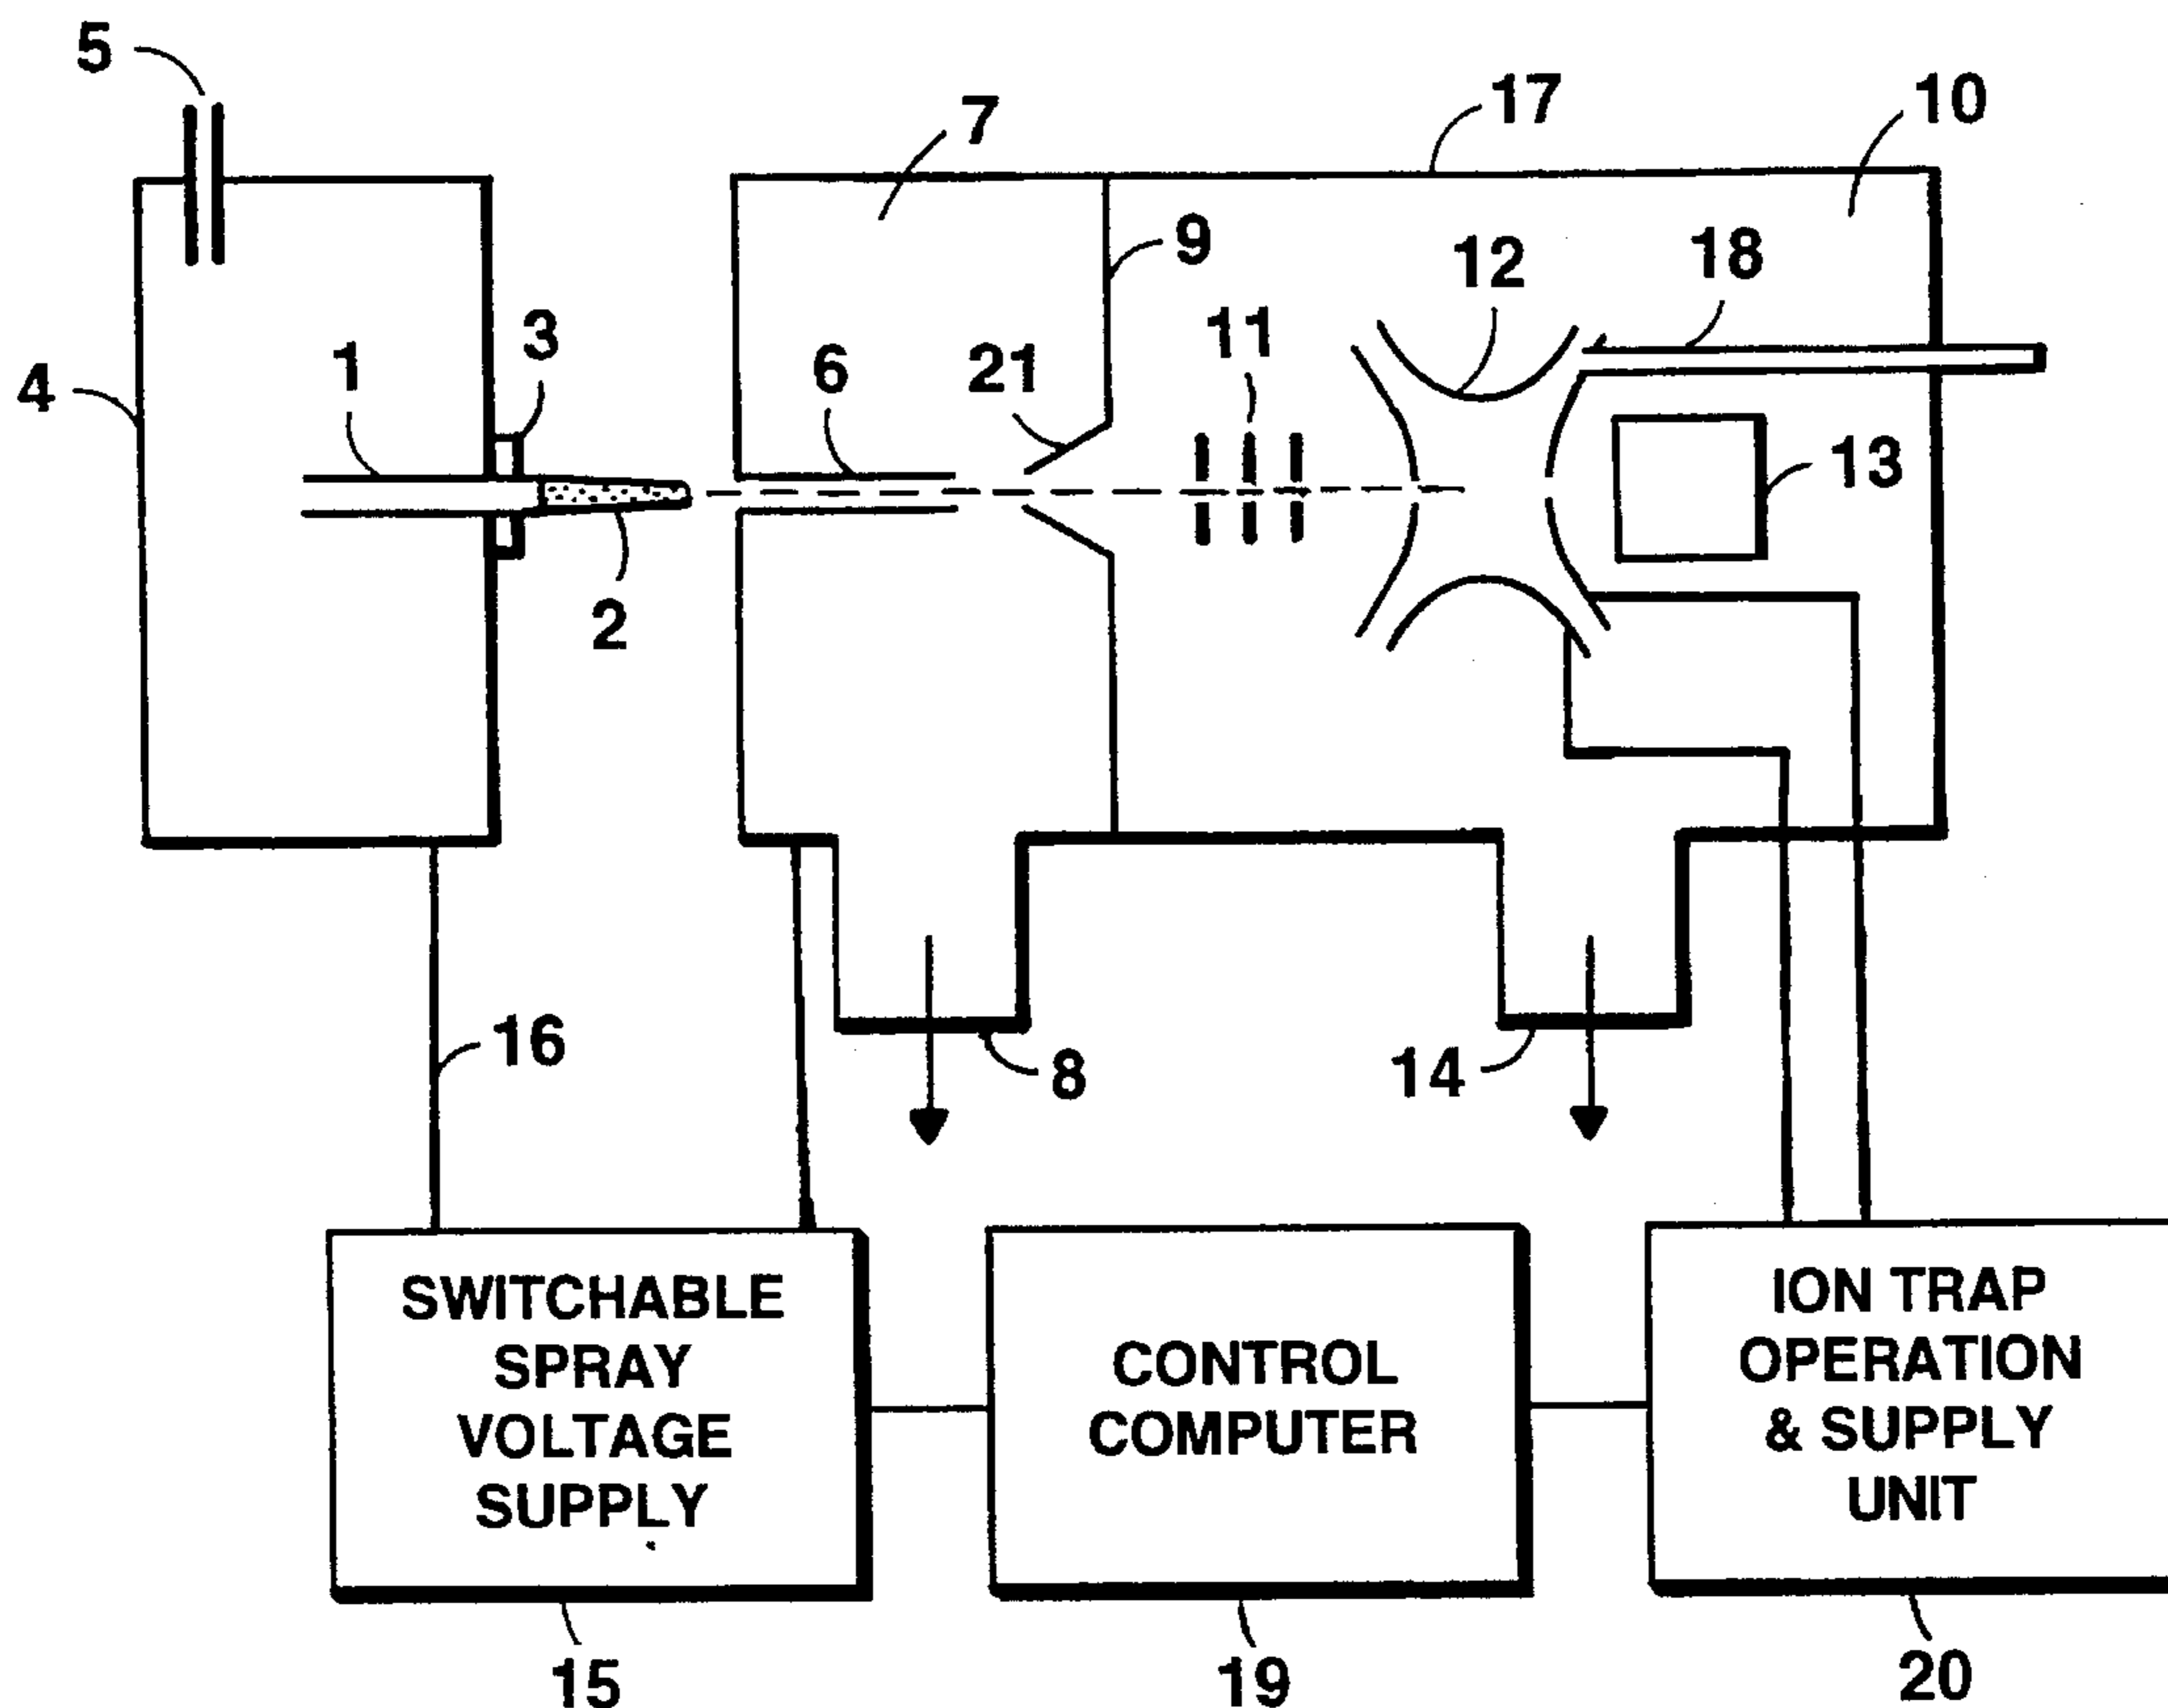 5
7
17
10
9
12
18
11
3
1
6
21
4
13
2
16
8
14
SWITCHABLE
SPRAY
VOLTAGE
SUPPLY
CONTROL
COMPUTER
ION TRAP
OPERATION
& SUPPLY
UNIT
15
19
20